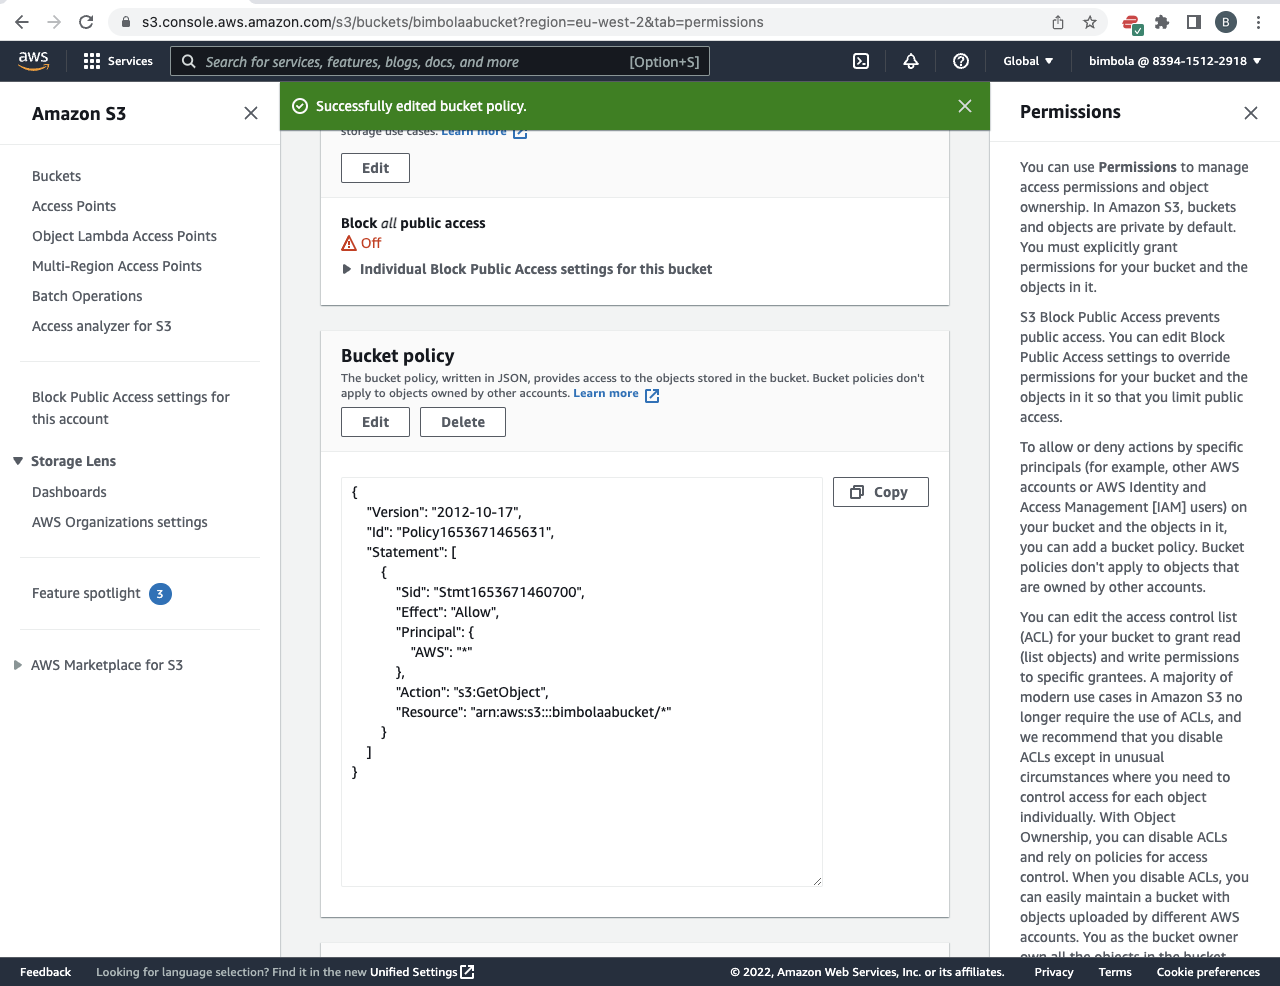 s3.console.aws.amazon.com/s3/buckets/bimbolaabucket?region=eu-west-2&tab=permissions
B
aws
Services
Search for services, features, blogs, docs, and more
[Option+S]
Global
bimbola @ 8394-1512-2918
Amazon S3
Buckets
Access Points
Object Lambda Access Points
Multi-Region Access Points
Batch Operations
Access analyzer for S3
Block Public Access settings for
this account
Storage Lens
Dashboards
AWS Organizations settings
Feature spotlight 3
AWS Marketplace for S3
Successfully edited bucket policy.
storage use cases. Learn more
Edit
Block all public access
Off
Individual Block Public Access settings for this bucket
Bucket policy
The bucket policy, written in JSON, provides access to the objects stored in the bucket. Bucket policies don't
apply to objects owned by other accounts. Learn more
Edit
Delete
Copy
{
"Version": "2012-10-17",
"Id": "Policy1653671465631",
"Statement": [
{
"Sid": "Stmt1653671460700",
"Effect": "Allow",
"Principal": {
"AWS": "*"
},
"Action": "s3:GetObject",
"Resource": "arn:aws:s3:::bimbolaabucket/*"
}
]
}
Permissions
You can use Permissions to manage
access permissions and object
ownership. In Amazon S3, buckets
and objects are private by default.
You must explicitly grant
permissions for your bucket and the
objects in it.
S3 Block Public Access prevents
public access. You can edit Block
Public Access settings to override
permissions for your bucket and the
objects in it so that you limit public
access.
To allow or deny actions by specific
principals (for example, other AWS
accounts or AWS Identity and
Access Management [IAM] users) on
your bucket and the objects in it,
you can add a bucket policy. Bucket
policies don't apply to objects that
are owned by other accounts.
You can edit the access control list
(ACL) for your bucket to grant read
(list objects) and write permissions
to specific grantees. A majority of
modern use cases in Amazon S3 no
longer require the use of ACLs, and
we recommend that you disable
ACLs except in unusual
circumstances where you need to
control access for each object
individually. With Object
Ownership, you can disable ACLs
and rely on policies for access
control. When you disable ACLs, you
can easily maintain a bucket with
objects uploaded by different AWS
accounts. You as the bucket owner
own all the objects in the bucket
Feedback
Looking for language selection? Find it in the new Unified Settings
© 2022, Amazon Web Services, Inc. or its affiliates.
Privacy
Terms
Cookie preferences